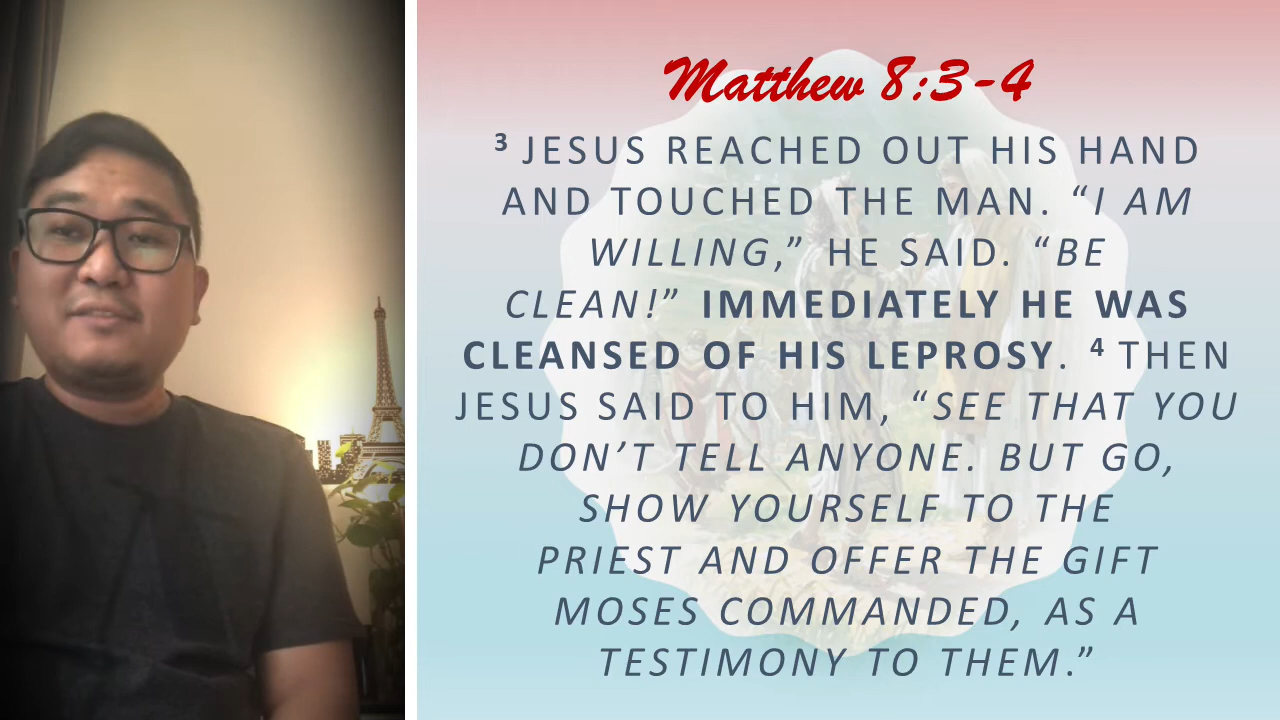 Matthew 8:3-4
³ JESUS REACHED OUT HIS HAND
AND TOUCHED THE MAN. “I AM
WILLING,” HE SAID. “BE
CLEAN!” IMMEDIATELY HE WAS
CLEANSED OF HIS LEPROSY. ⁴ THEN
JESUS SAID TO HIM, “SEE THAT YOU
DON’T TELL ANYONE. BUT GO,
SHOW YOURSELF TO THE
PRIEST AND OFFER THE GIFT
MOSES COMMANDED, AS A
TESTIMONY TO THEM.”